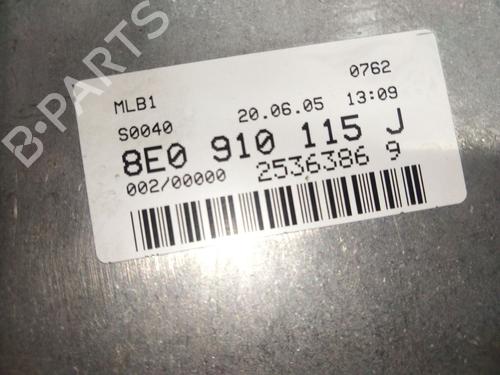 B-PARTS
MLB1 0762
S0040 20.06.05 13:09
8E0 910 115 J
002/00000 2536386 9